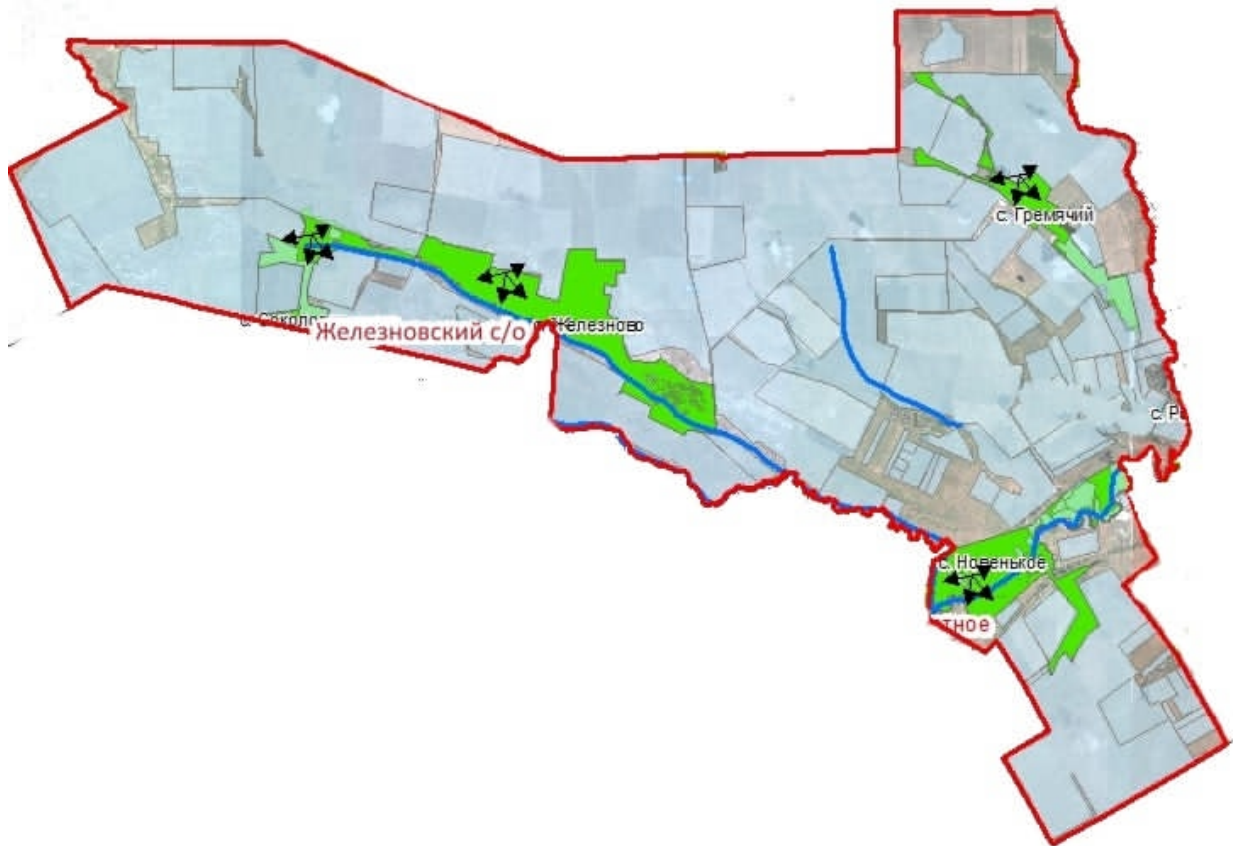 с. Гремячий
Железновский с/о
Железново
с. Новенькое
тное